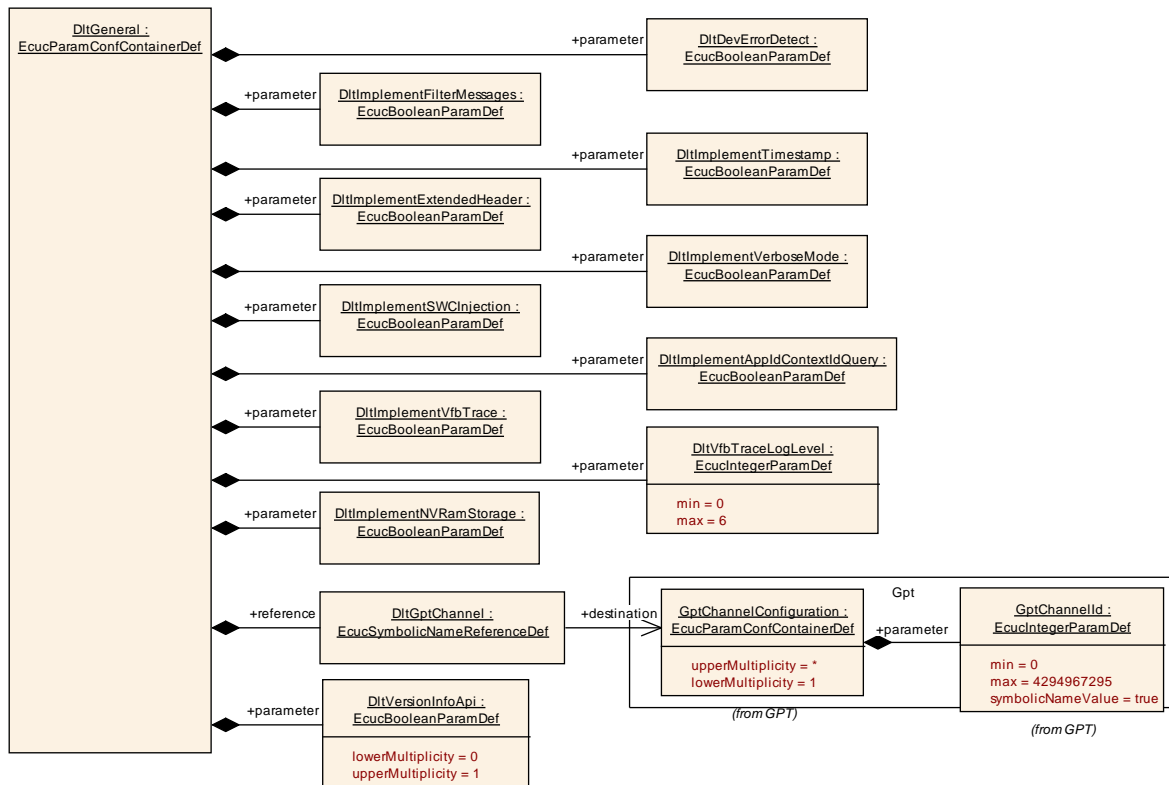 DltGeneral :
EcucParamConfContainerDef
+parameter
DltDevErrorDetect :
EcucBooleanParamDef
+parameter
DltImplementFilterMessages :
EcucBooleanParamDef
+parameter
DltImplementTimestamp :
EcucBooleanParamDef
+parameter
DltImplementExtendedHeader :
EcucBooleanParamDef
+parameter
DltImplementVerboseMode :
EcucBooleanParamDef
+parameter
DltImplementSWCInjection :
EcucBooleanParamDef
+parameter
DltImplementAppIdContextIdQuery :
EcucBooleanParamDef
+parameter
DltImplementVfbTrace :
EcucBooleanParamDef
+parameter
DltVfbTraceLogLevel :
EcucIntegerParamDef
min = 0
max = 6
+parameter
DltImplementNVRamStorage :
EcucBooleanParamDef
+reference
DltGptChannel :
EcucSymbolicNameReferenceDef
+destination
Gpt
GptChannelConfiguration :
EcucParamConfContainerDef
upperMultiplicity = *
lowerMultiplicity = 1
(from GPT)
+parameter
GptChannelId :
EcucIntegerParamDef
min = 0
max = 4294967295
symbolicNameValue = true
(from GPT)
+parameter
DltVersionInfoApi :
EcucBooleanParamDef
lowerMultiplicity = 0
upperMultiplicity = 1